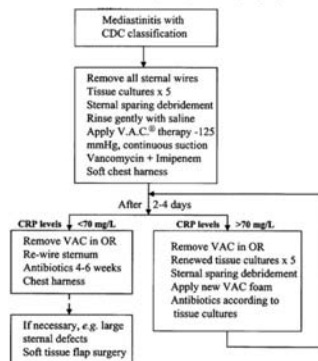 Mediastinitis with
CDC classification
Remove all sternal wires
Tissue cultures x 5
Sternal sparing debridement
Rinse gently with saline
Apply V.A.C.® therapy -125
mmHg, continuous suction
Vancomycin + Imipenem
Soft chest harness
After 2-4 days
CRP levels <70 mg/L
Remove VAC in OR
Re-wire sternum
Antibiotics 4-6 weeks
Chest harness
If necessary, e.g. large
sternal defects
Soft tissue flap surgery
CRP levels >70 mg/L
Remove VAC in OR
Renewed tissue cultures x 5
Sternal sparing debridement
Apply new VAC foam
Antibiotics according to
tissue cultures